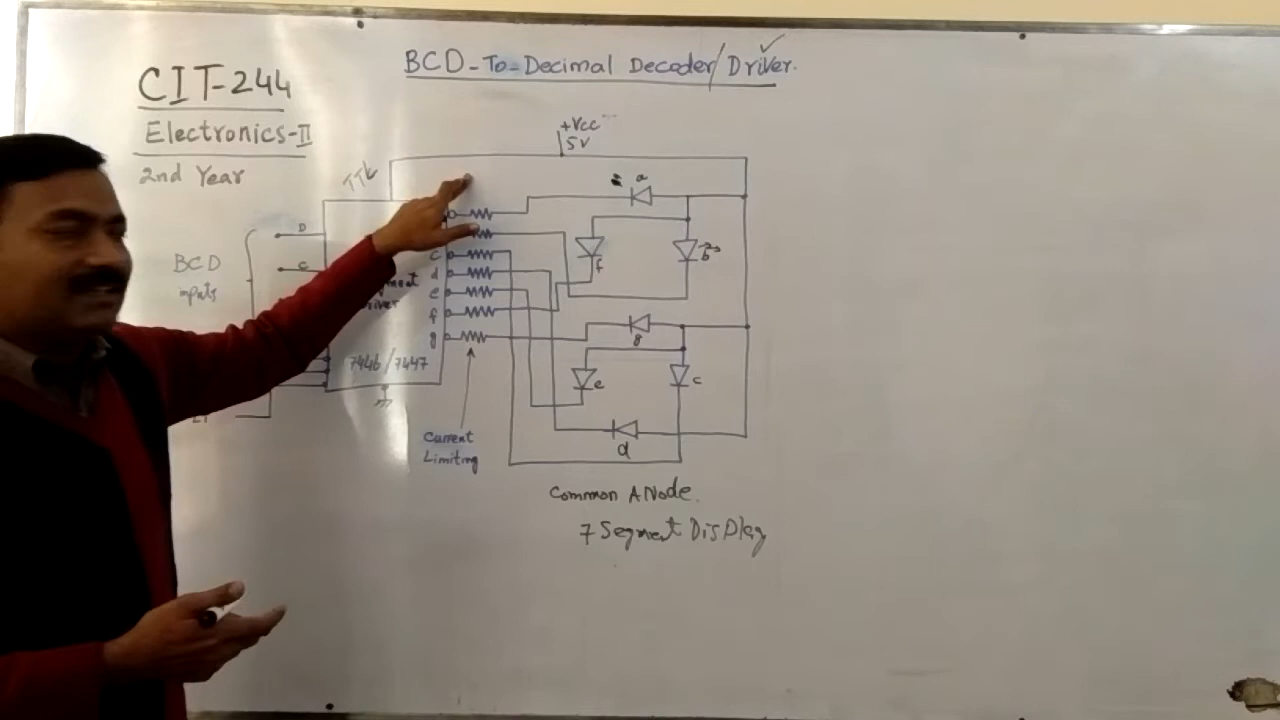 BCD-To-Decimal Decoder/Driver.
CIT-244
Electronics-II
2nd Year
+Vcc
5V
TTL
a
D
b
BCD
inputs
C
c
f
d
e
f
g
g
7446/7447
e
c
Current
Limiting
d
Common ANode.
7 Segment DisPlay